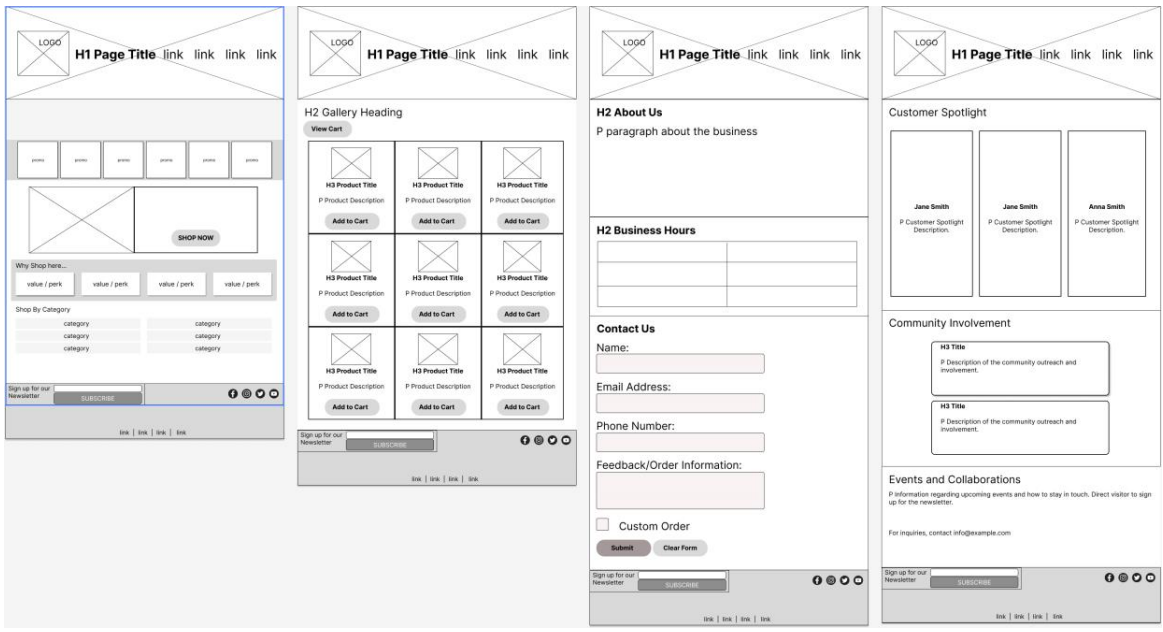 LOGO
H1 Page Title link link link link
promo promo promo promo promo promo
SHOP NOW
Why Shop here...
value / perk value / perk value / perk value / perk
Shop By Category
category category
category category
category category
Sign up for our
Newsletter
SUBSCRIBE
link | link | link | link
LOGO
H1 Page Title link link link link
H2 Gallery Heading
View Cart
H3 Product Title H3 Product Title H3 Product Title
P Product Description P Product Description P Product Description
Add to Cart Add to Cart Add to Cart
H3 Product Title H3 Product Title H3 Product Title
P Product Description P Product Description P Product Description
Add to Cart Add to Cart Add to Cart
H3 Product Title H3 Product Title H3 Product Title
P Product Description P Product Description P Product Description
Add to Cart Add to Cart Add to Cart
Sign up for our
Newsletter
SUBSCRIBE
link | link | link | link
LOGO
H1 Page Title link link link link
H2 About Us
P paragraph about the business
H2 Business Hours
Contact Us
Name:
Email Address:
Phone Number:
Feedback/Order Information:
Custom Order
Submit Clear Form
Sign up for our
Newsletter
SUBSCRIBE
link | link | link | link
LOGO
H1 Page Title link link link link
Customer Spotlight
Jane Smith Jane Smith Anna Smith
P Customer Spotlight P Customer Spotlight P Customer Spotlight
Description. Description. Description.
Community Involvement
H3 Title
P Description of the community outreach and
involvement.
H3 Title
P Description of the community outreach and
involvement.
Events and Collaborations
P Information regarding upcoming events and how to stay in touch. Direct visitor to sign
up for the newsletter.
For inquiries, contact info@example.com
Sign up for our
Newsletter
SUBSCRIBE
link | link | link | link